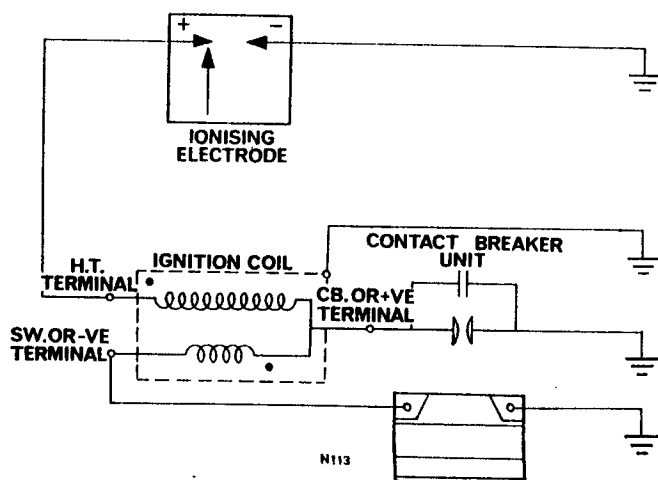 + −
IONISING
ELECTRODE
H.T.
TERMINAL
IGNITION COIL
CONTACT BREAKER
UNIT
CB. OR+VE
TERMINAL
SW. OR-VE
TERMINAL
N113